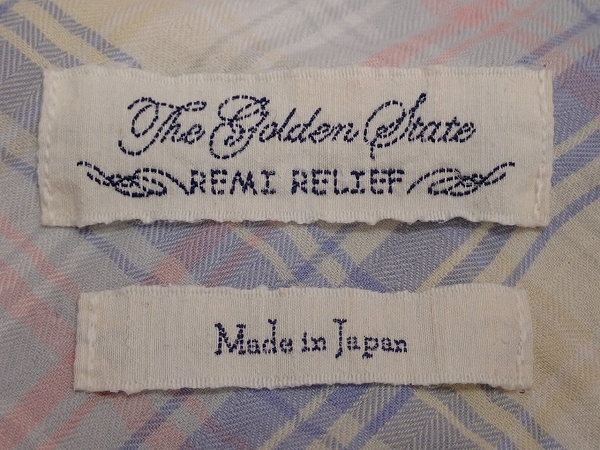 The Golden State
REMI RELIEF
Made in Japan